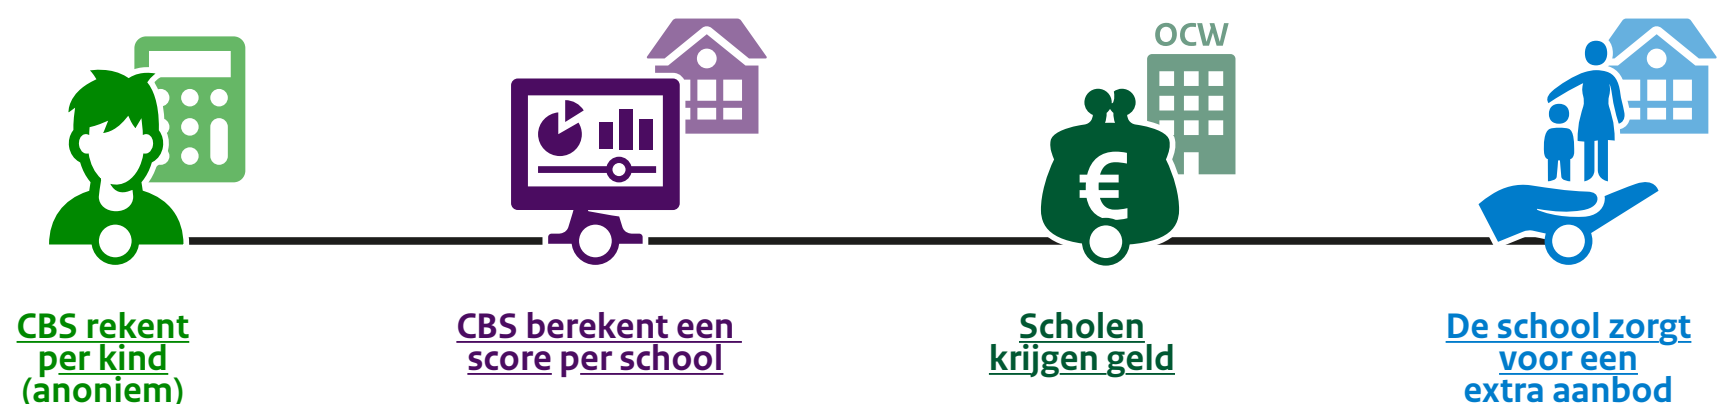 OCW
€
CBS rekent
per kind
(anoniem)
CBS berekent een
score per school
Scholen
krijgen geld
De school zorgt
voor een
extra aanbod